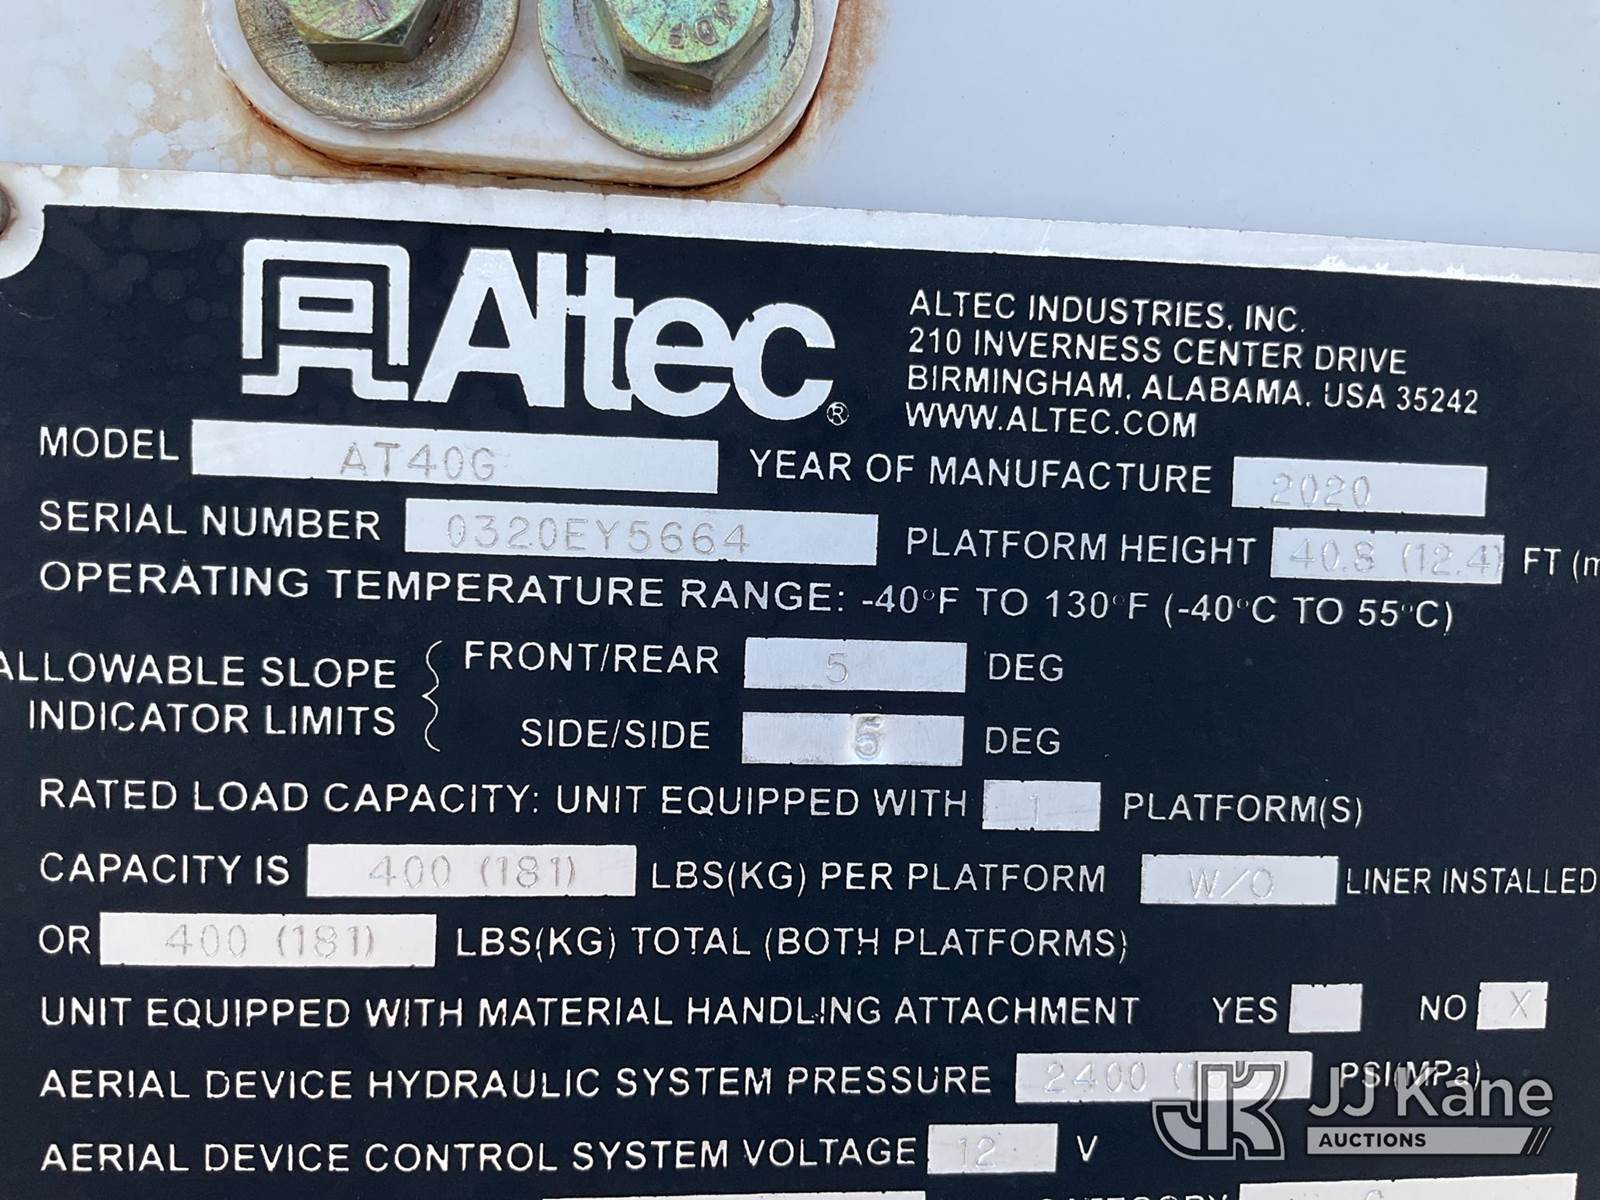 Altec®
ALTEC INDUSTRIES, INC.
210 INVERNESS CENTER DRIVE
BIRMINGHAM, ALABAMA, USA 35242
WWW.ALTEC.COM
MODEL AT40G YEAR OF MANUFACTURE 2020
SERIAL NUMBER 0320EY5664 PLATFORM HEIGHT 40.8 (12.4) FT
OPERATING TEMPERATURE RANGE: -40°F TO 130°F (-40°C TO 55°C)
ALLOWABLE SLOPE INDICATOR LIMITS
FRONT/REAR 5 DEG
SIDE/SIDE 5 DEG
RATED LOAD CAPACITY: UNIT EQUIPPED WITH 1 PLATFORM(S)
CAPACITY IS 400 (181) LBS(KG) PER PLATFORM W/O LINER INSTALLED
OR 400 (181) LBS(KG) TOTAL (BOTH PLATFORMS)
UNIT EQUIPPED WITH MATERIAL HANDLING ATTACHMENT YES NO X
AERIAL DEVICE HYDRAULIC SYSTEM PRESSURE 2400 PSI(MPa)
AERIAL DEVICE CONTROL SYSTEM VOLTAGE 12 V
JK JJ Kane
AUCTIONS